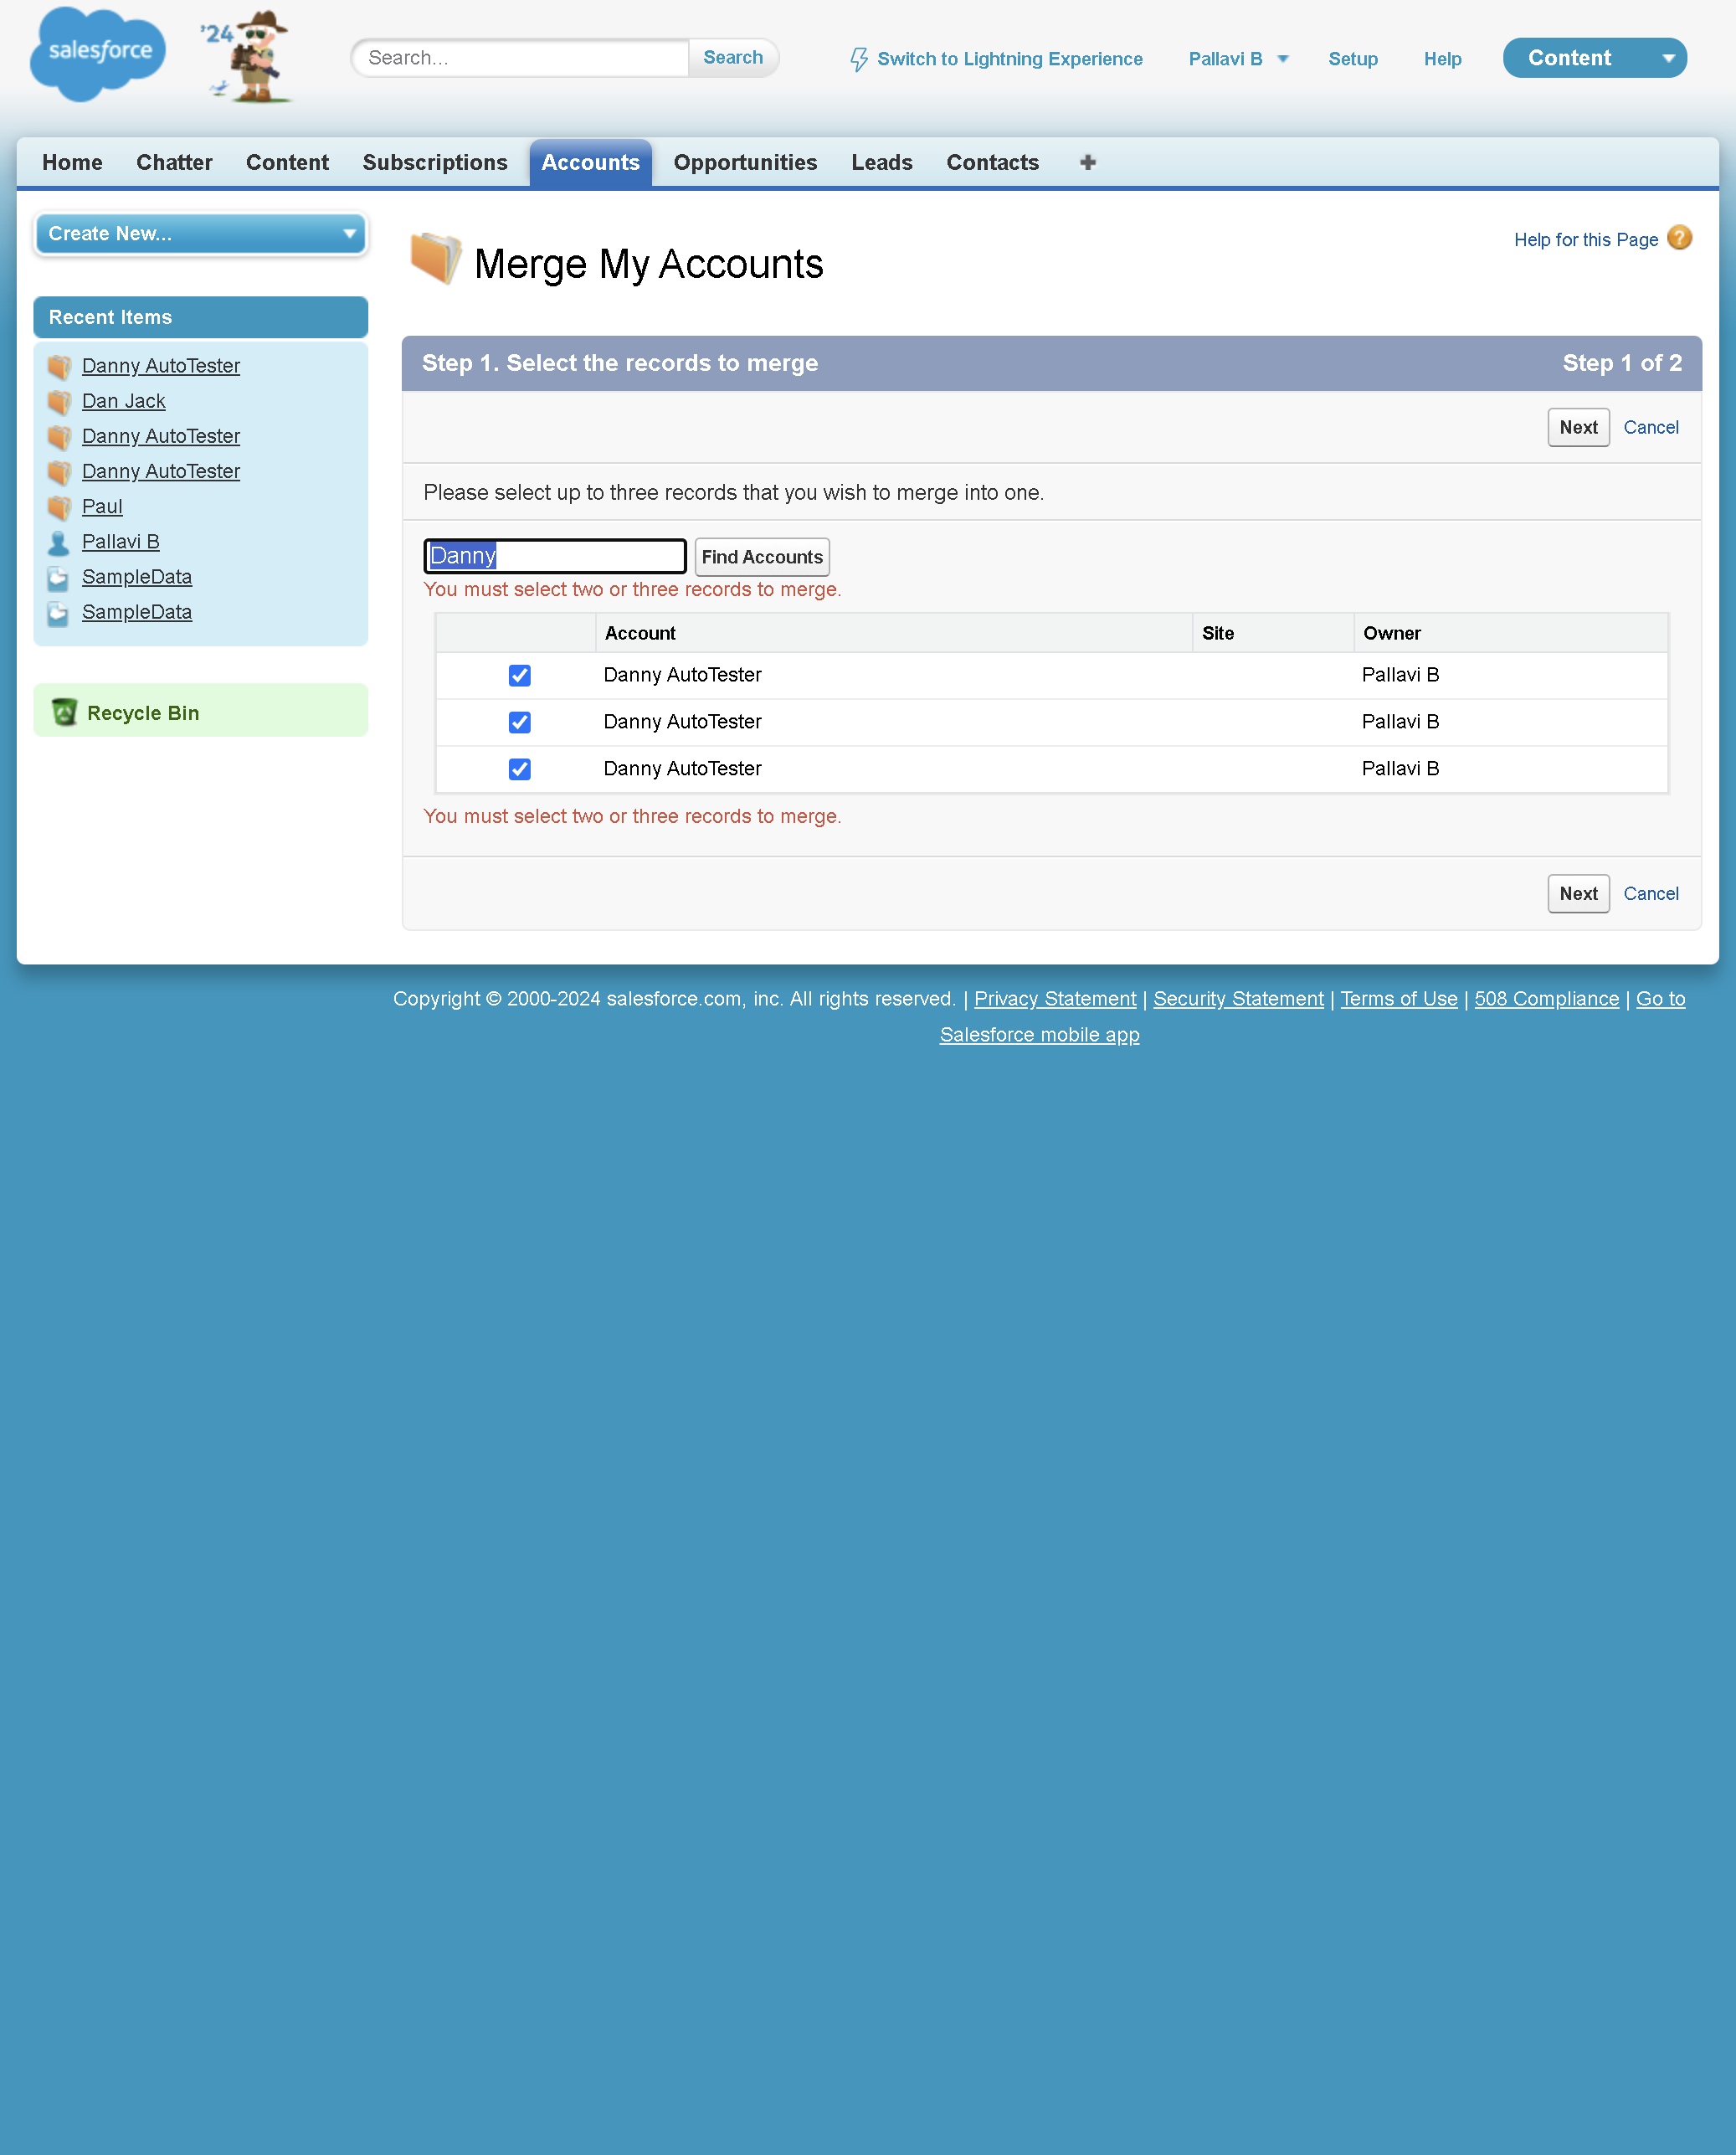 salesforce
'24
Search...
Search
Switch to Lightning Experience
Pallavi B
Setup
Help
Content
Home
Chatter
Content
Subscriptions
Accounts
Opportunities
Leads
Contacts
Create New...
Recent Items
Danny AutoTester
Dan Jack
Danny AutoTester
Danny AutoTester
Paul
Pallavi B
SampleData
SampleData
Recycle Bin
Merge My Accounts
Help for this Page
Step 1. Select the records to merge
Step 1 of 2
Next
Cancel
Please select up to three records that you wish to merge into one.
Danny
Find Accounts
You must select two or three records to merge.
Account Site Owner
Danny AutoTester Pallavi B
Danny AutoTester Pallavi B
Danny AutoTester Pallavi B
You must select two or three records to merge.
Next
Cancel
Copyright © 2000-2024 salesforce.com, inc. All rights reserved. | Privacy Statement | Security Statement | Terms of Use | 508 Compliance | Go to
Salesforce mobile app